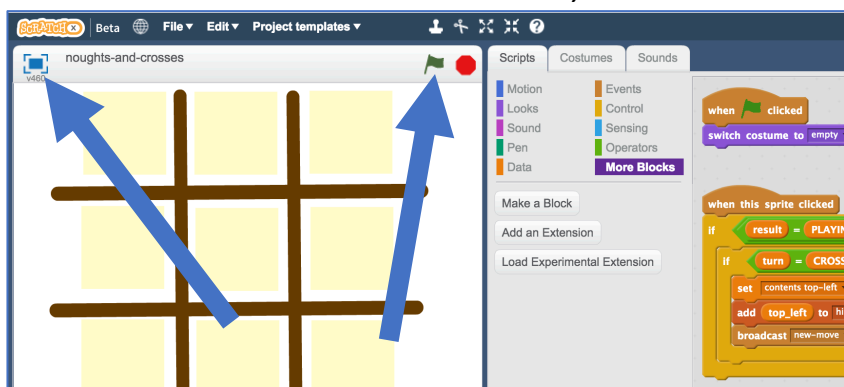 SCRATCHX Beta File▼ Edit▼ Project templates▼
v460 noughts-and-crosses
Scripts Costumes Sounds
Motion Events
Looks Control
Sound Sensing
Pen Operators
Data More Blocks
Make a Block
Add an Extension
Load Experimental Extension
when clicked
switch costume to empty
when this sprite clicked
if result = PLAYIN
if turn = CROSS
set contents top-left
add top_left to hi
broadcast new-move